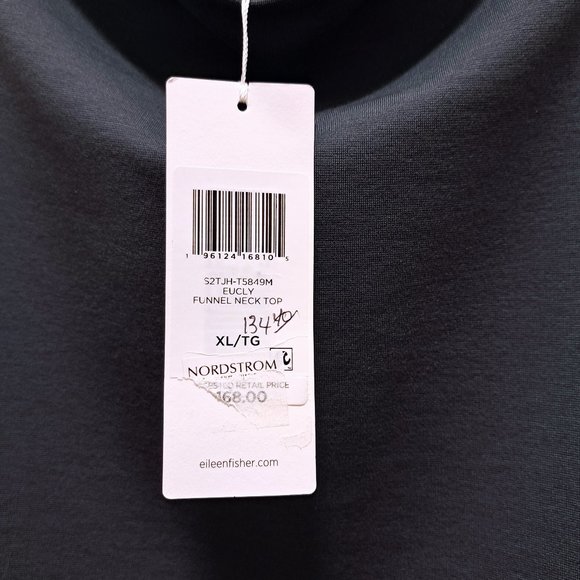 1 96124 16810 5
S2TJH-T5849M
EUCLY
FUNNEL NECK TOP
134 40
XL/TG
NORDSTROM
RETAIL PRICE
168.00
eileenfisher.com